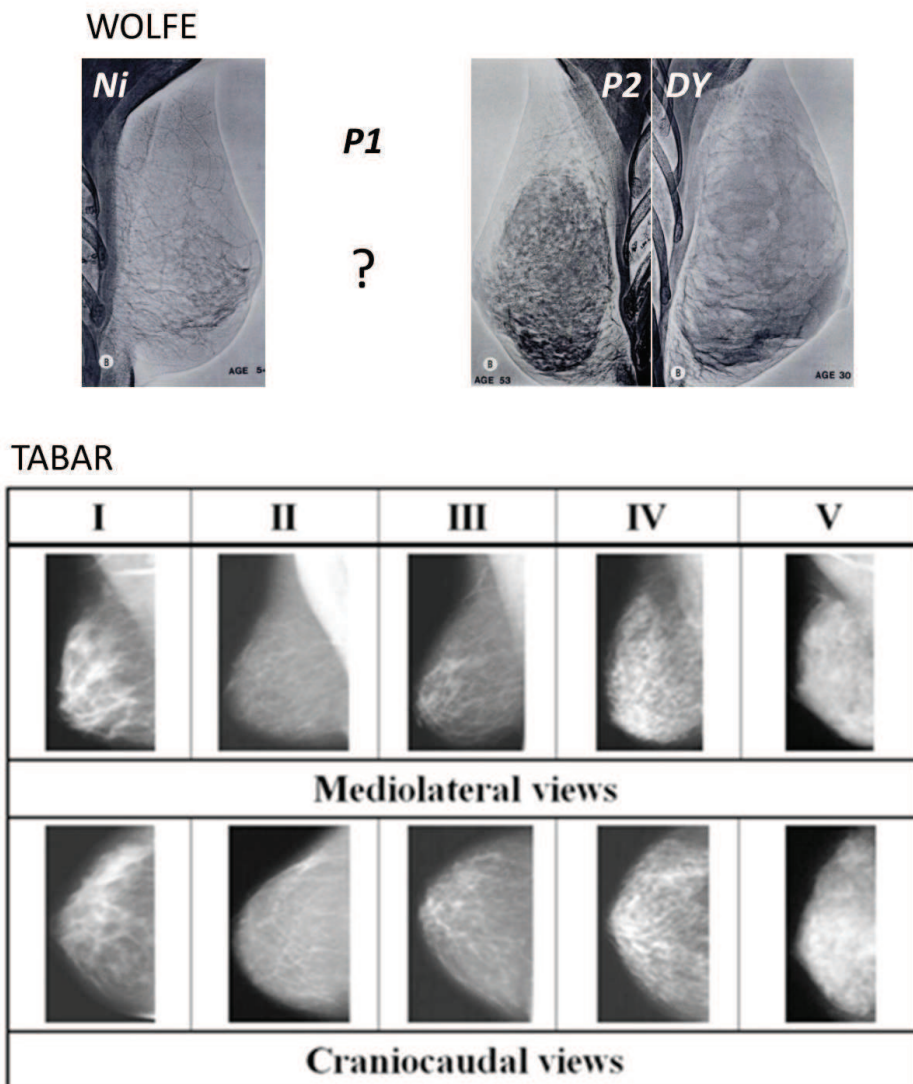 WOLFE
Ni P1 P2 DY
?
B AGE 5
B AGE 53 B AGE 30
TABAR
I II III IV V
Mediolateral views
Craniocaudal views